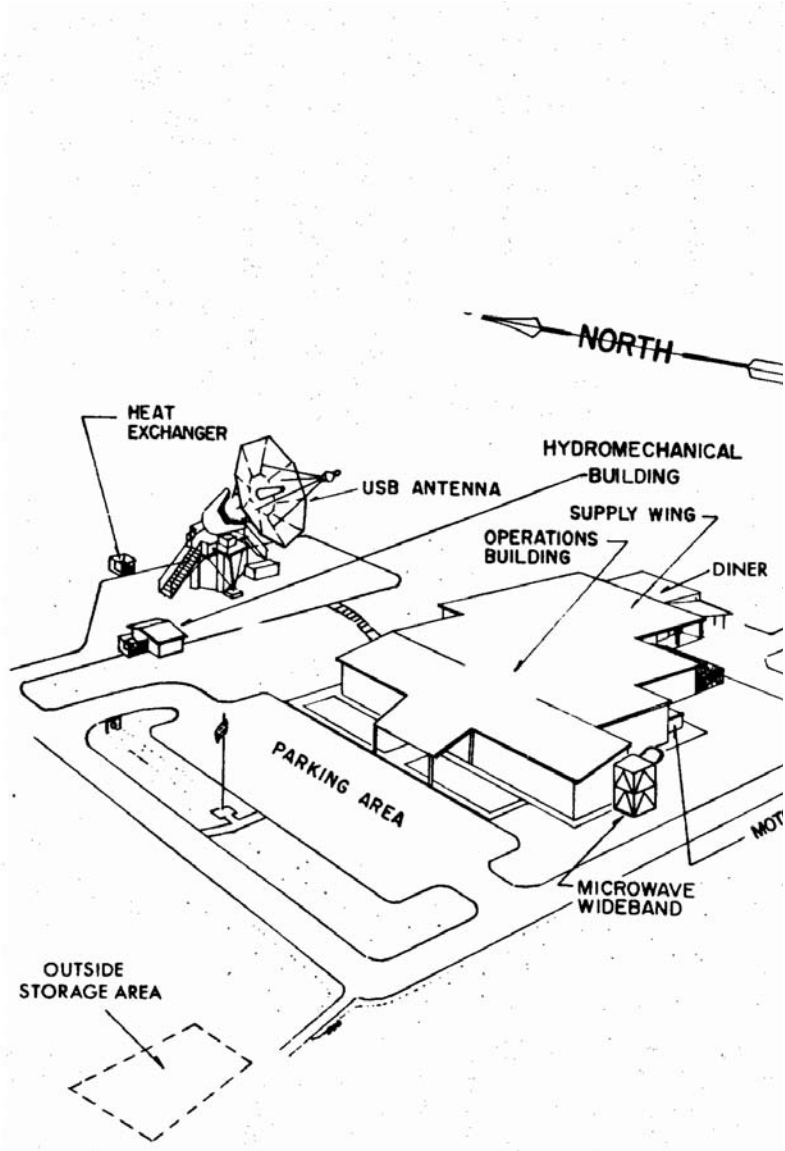 NORTH
HEAT
EXCHANGER
USB ANTENNA
HYDROMECHANICAL
BUILDING
SUPPLY WING
OPERATIONS
BUILDING
DINER
PARKING AREA
MOT
MICROWAVE
WIDEBAND
OUTSIDE
STORAGE AREA